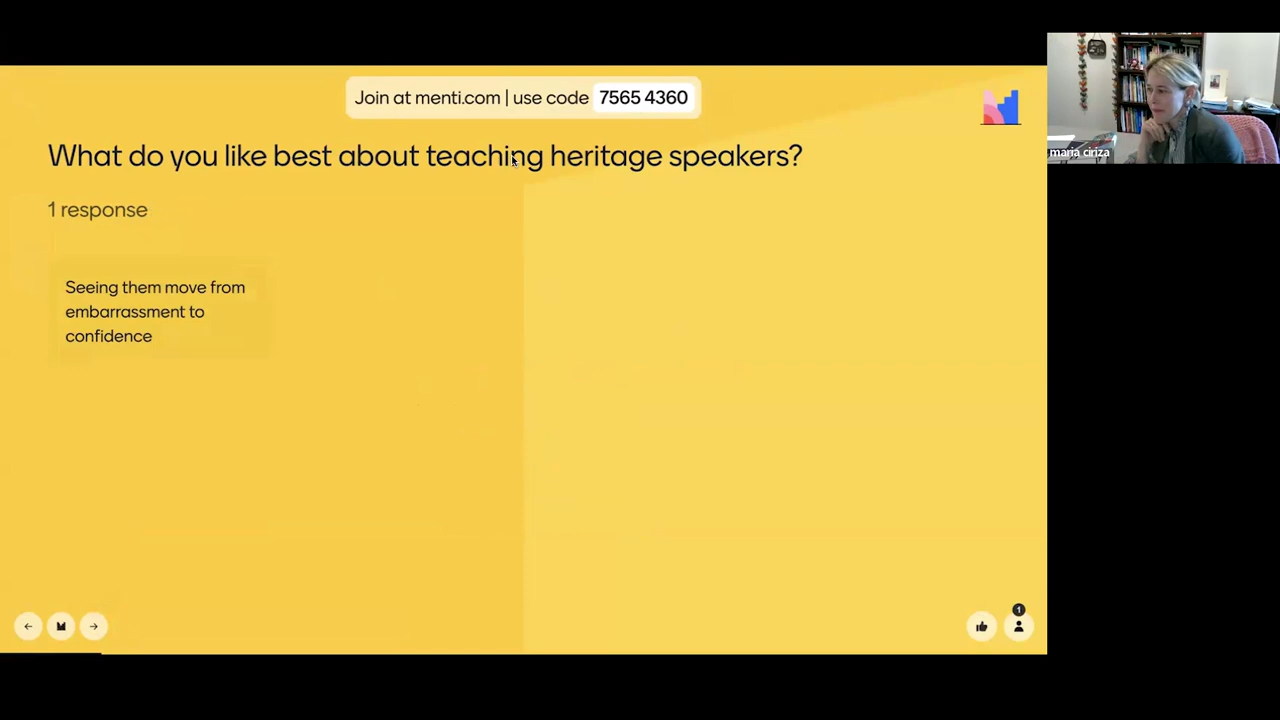 Join at menti.com | use code 7565 4360
What do you like best about teaching heritage speakers?
1 response
Seeing them move from
embarrassment to
confidence
maria ciriza
1